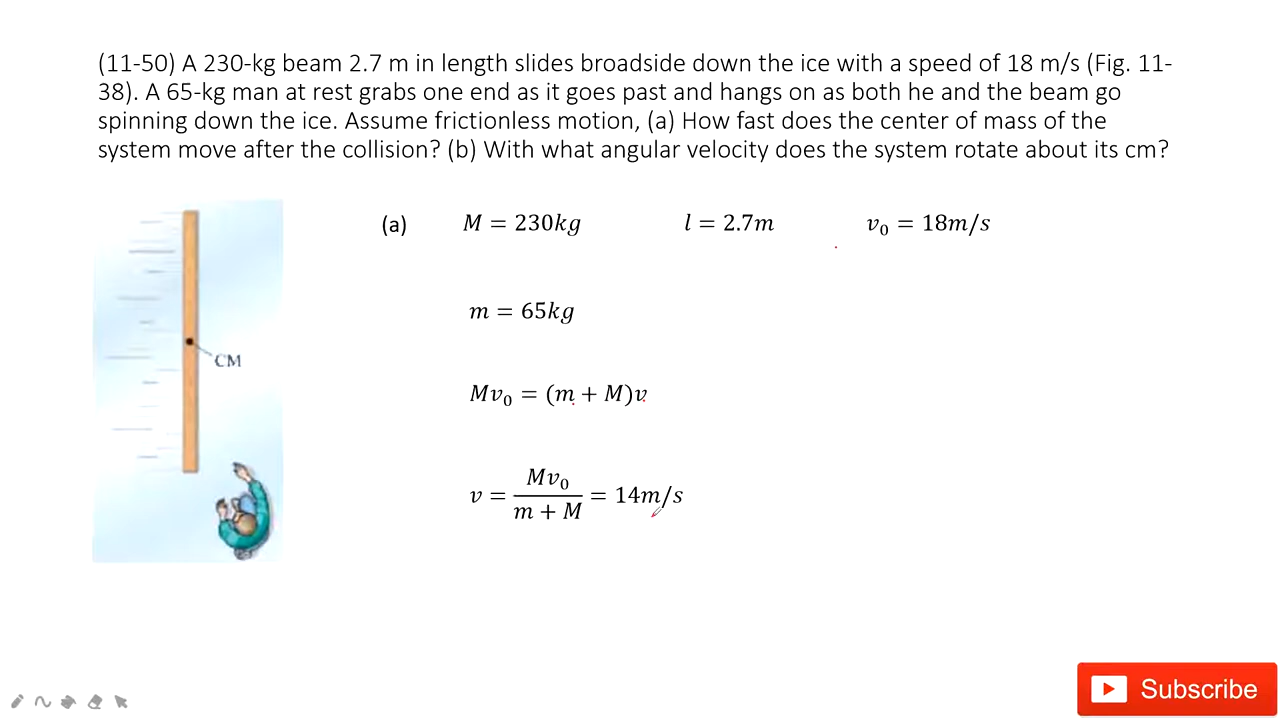 (11-50) A 230-kg beam 2.7 m in length slides broadside down the ice with a speed of 18 m/s (Fig. 11-
38). A 65-kg man at rest grabs one end as it goes past and hangs on as both he and the beam go
spinning down the ice. Assume frictionless motion, (a) How fast does the center of mass of the
system move after the collision? (b) With what angular velocity does the system rotate about its cm?
(a) M = 230kg l = 2.7m v₀ = 18m/s
m = 65kg
CM
Mv₀ = (m + M)v
v = Mv₀ / m + M = 14m/s
Subscribe